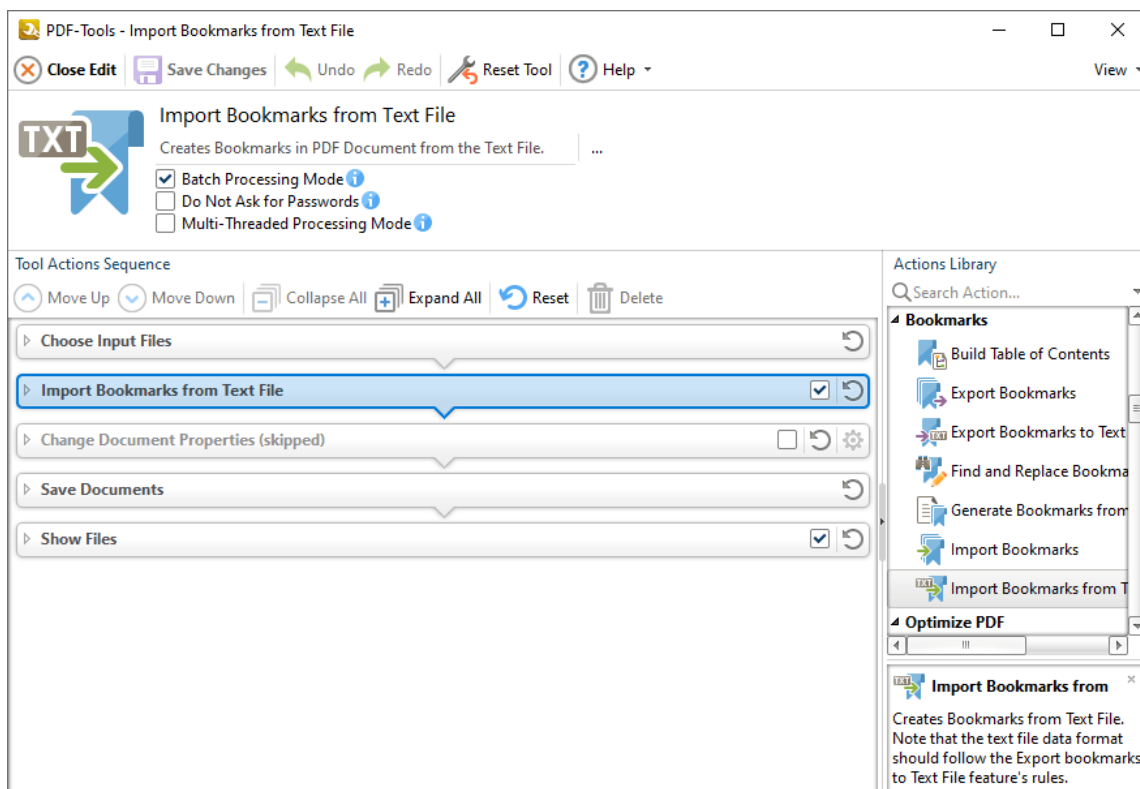 PDF-Tools - Import Bookmarks from Text File
Close Edit Save Changes Undo Redo Reset Tool ? Help View
Import Bookmarks from Text File
TXT
Creates Bookmarks in PDF Document from the Text File. ...
Batch Processing Mode i
Do Not Ask for Passwords i
Multi-Threaded Processing Mode i
Tool Actions Sequence
Move Up Move Down Collapse All Expand All Reset Delete
Choose Input Files
Import Bookmarks from Text File
Change Document Properties (skipped)
Save Documents
Show Files
Actions Library
Search Action...
Bookmarks
Build Table of Contents
Export Bookmarks
TXT Export Bookmarks to Text
Find and Replace Bookma
Generate Bookmarks from
Import Bookmarks
TXT Import Bookmarks from T
Optimize PDF
TXT Import Bookmarks from
Creates Bookmarks from Text File.
Note that the text file data format
should follow the Export bookmarks
to Text File feature's rules.